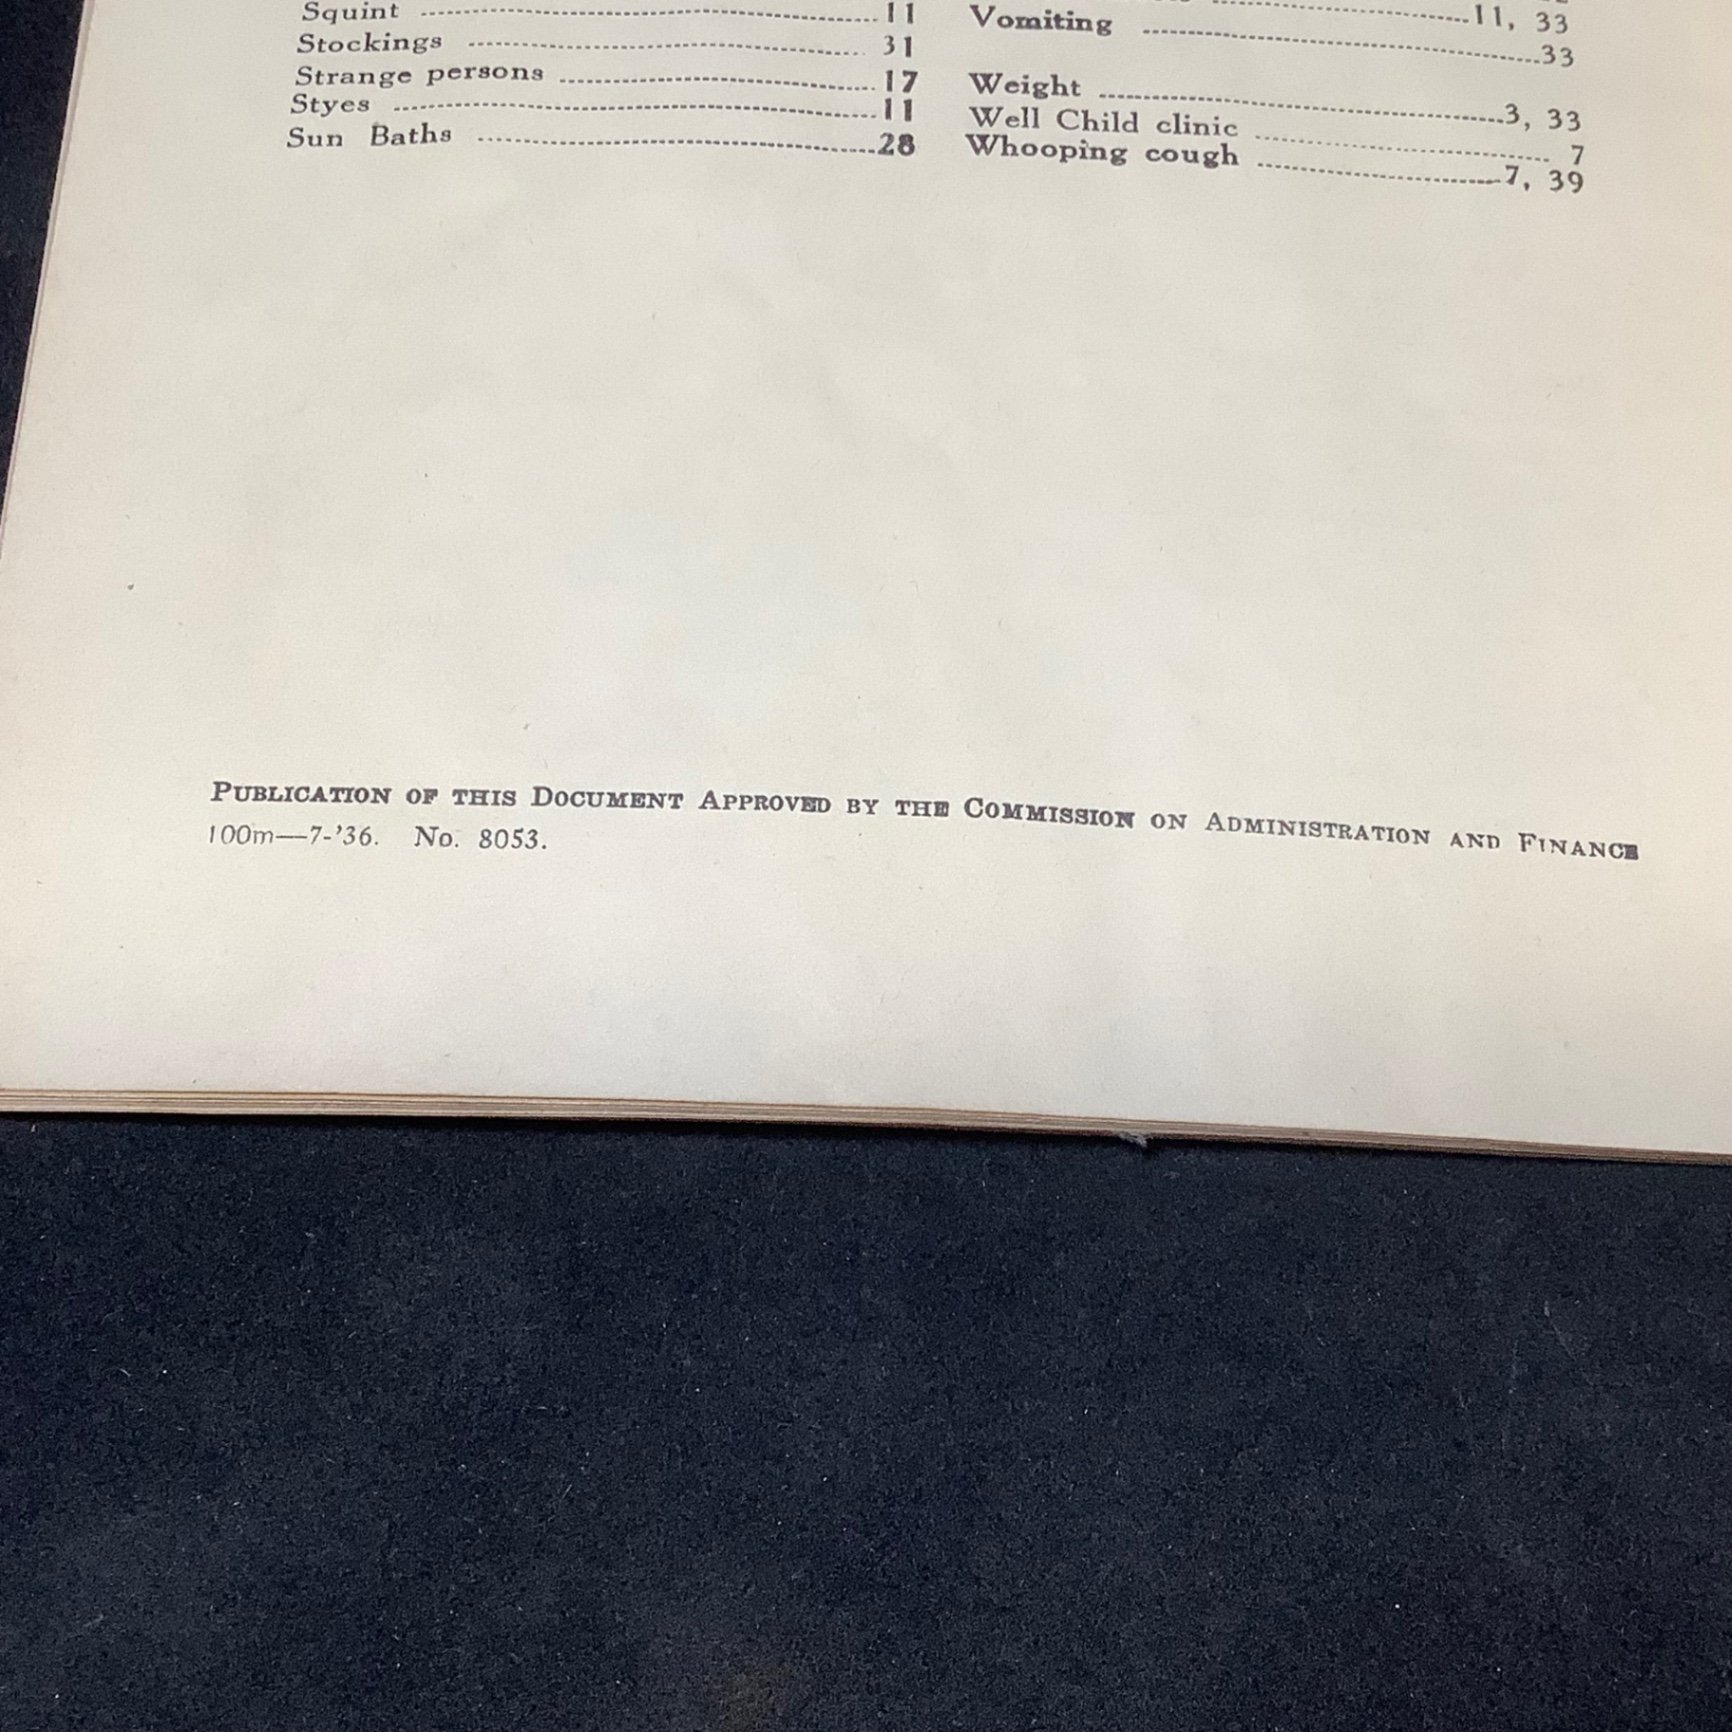 Squint 11
Stockings 31
Strange persons 17
Styes 11
Sun Baths 28
11, 33
Vomiting 33
Weight 3, 33
Well Child clinic 7
Whooping cough 7, 39
PUBLICATION OF THIS DOCUMENT APPROVED BY THE COMMISSION ON ADMINISTRATION AND FINANCE
100m—7-'36. No. 8053.